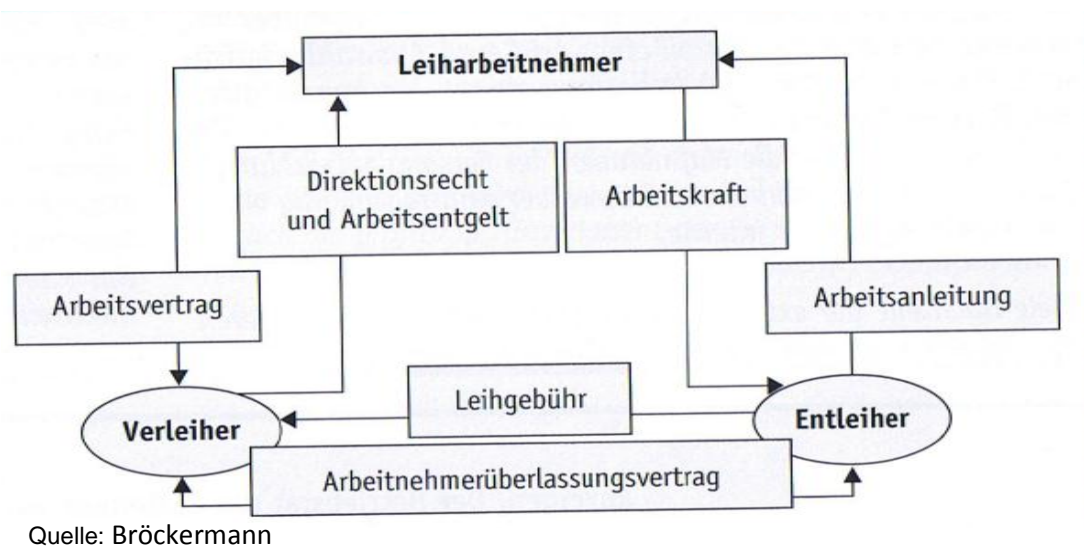 Leiharbeitnehmer
Direktionsrecht
und Arbeitsentgelt
Arbeitskraft
Arbeitsvertrag
Arbeitsanleitung
Leihgebühr
Verleiher
Entleiher
Arbeitnehmerüberlassungsvertrag
Quelle: Bröckermann